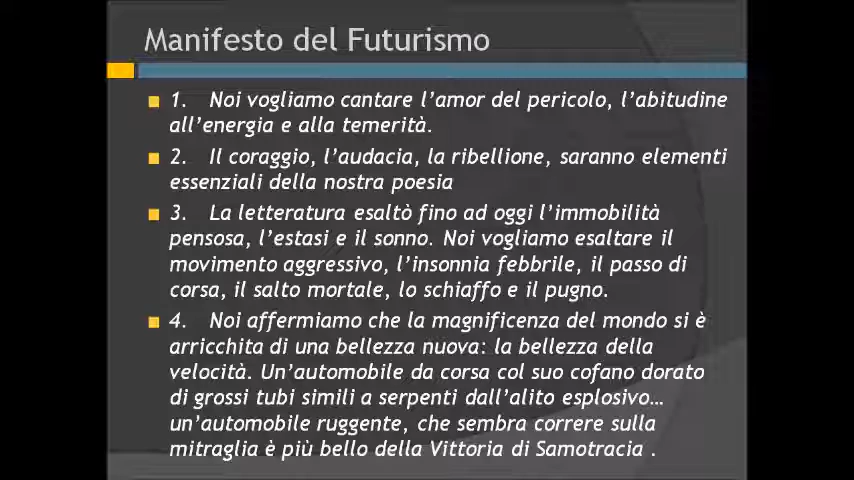 Manifesto del Futurismo
1. Noi vogliamo cantare l'amor del pericolo, l'abitudine
all'energia e alla temerità.
2. Il coraggio, l'audacia, la ribellione, saranno elementi
essenziali della nostra poesia
3. La letteratura esaltò fino ad oggi l'immobilità
pensosa, l'estasi e il sonno. Noi vogliamo esaltare il
movimento aggressivo, l'insonnia febbrile, il passo di
corsa, il salto mortale, lo schiaffo e il pugno.
4. Noi affermiamo che la magnificenza del mondo si è
arricchita di una bellezza nuova: la bellezza della
velocità. Un'automobile da corsa col suo cofano dorato
di grossi tubi simili a serpenti dall'alito esplosivo…
un'automobile ruggente, che sembra correre sulla
mitraglia è più bello della Vittoria di Samotracia .